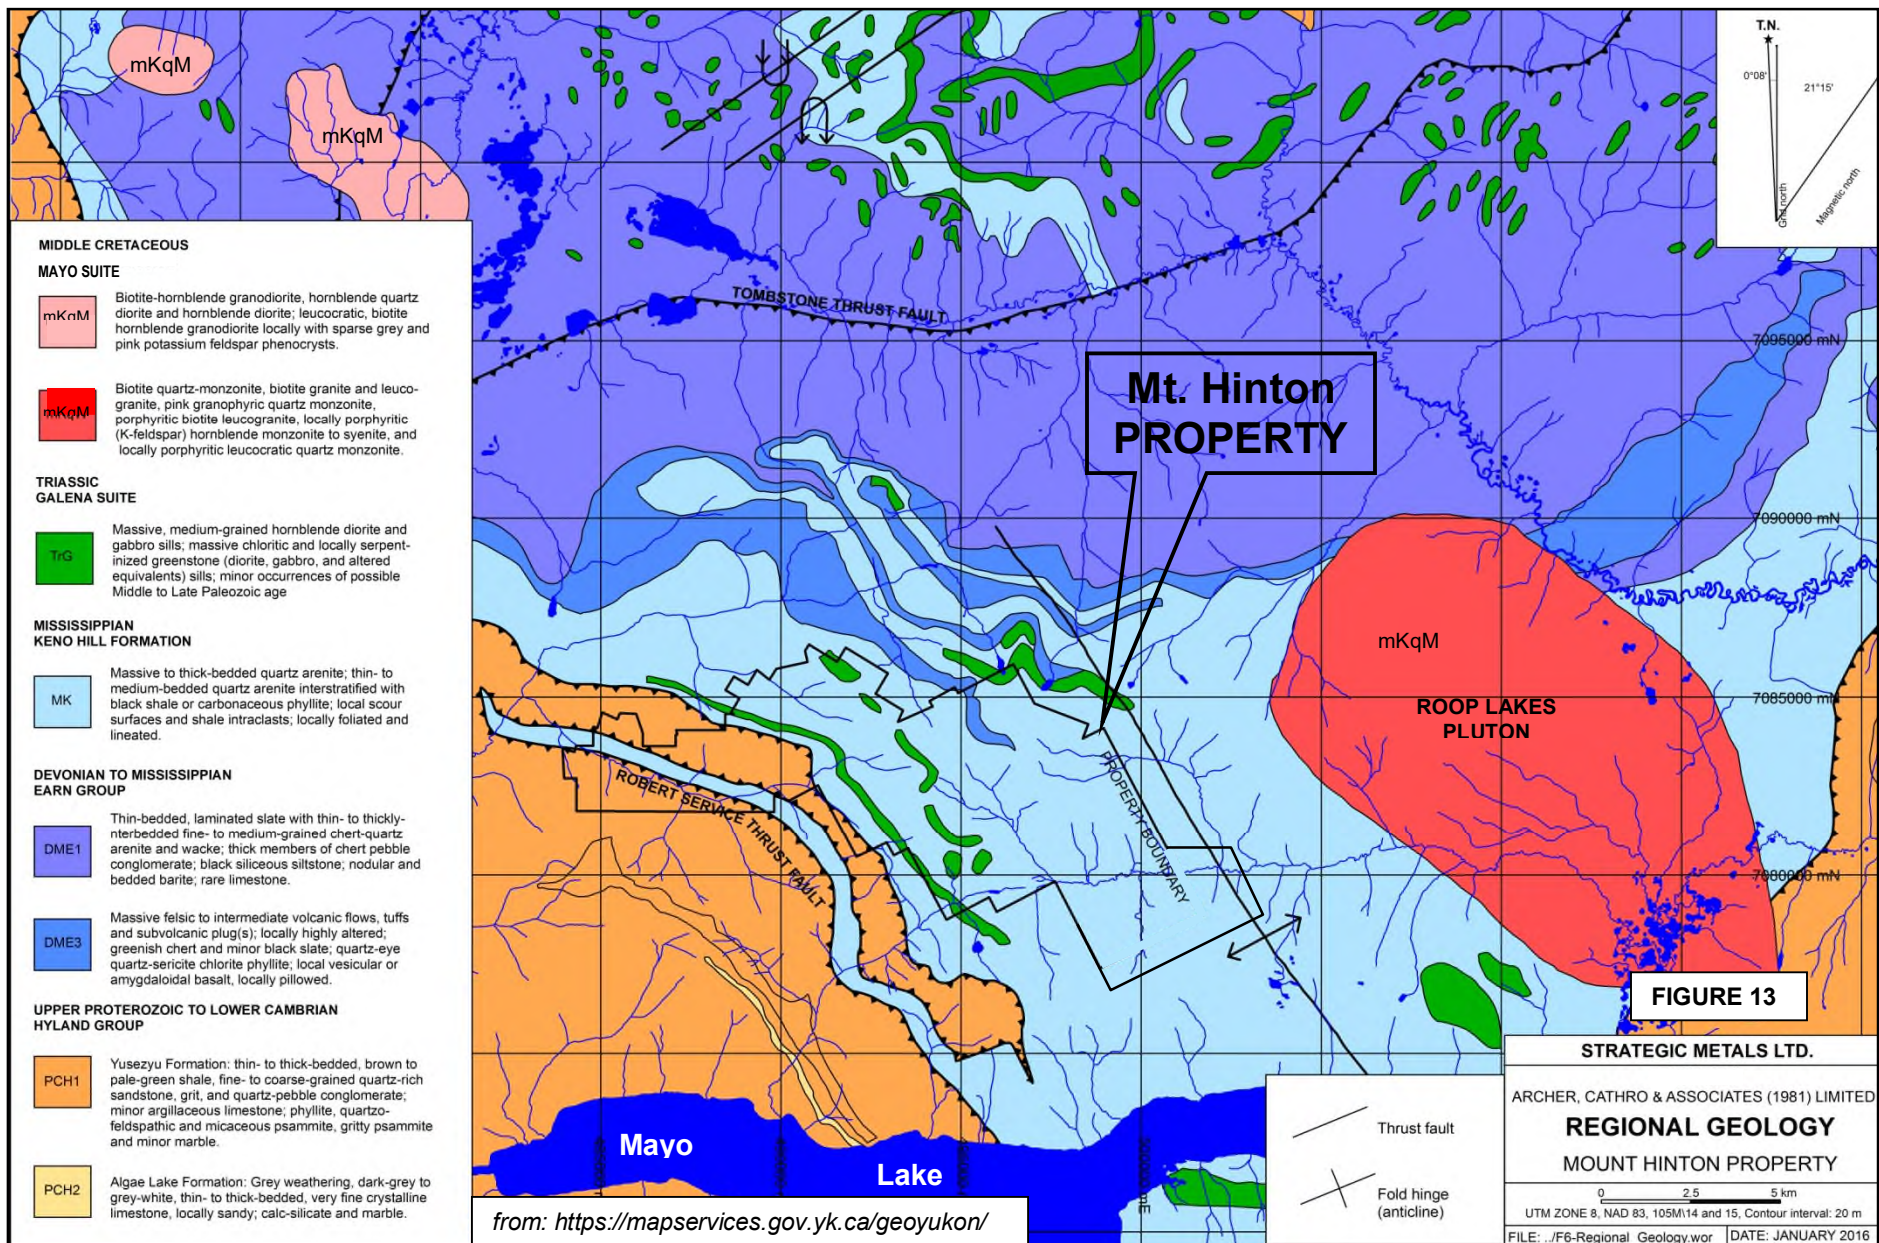 mKqM
mKqM
T.N.
0°08'
21°15'
Grid north
Magnetic north
MIDDLE CRETACEOUS
MAYO SUITE
mKqM
Biotite-hornblende granodiorite, hornblende quartz
diorite and hornblende diorite; leucocratic, biotite
hornblende granodiorite locally with sparse grey and
pink potassium feldspar phenocrysts.
mKqM
Biotite quartz-monzonite, biotite granite and leuco-
granite, pink granophyric quartz monzonite,
porphyritic biotite leucogranite, locally porphyritic
(K-feldspar) hornblende monzonite to syenite, and
locally porphyritic leucocratic quartz monzonite.
TRIASSIC
GALENA SUITE
TrG
Massive, medium-grained hornblende diorite and
gabbro sills; massive chloritic and locally serpent-
inized greenstone (diorite, gabbro, and altered
equivalents) sills; minor occurrences of possible
Middle to Late Paleozoic age
MISSISSIPPIAN
KENO HILL FORMATION
MK
Massive to thick-bedded quartz arenite; thin- to
medium-bedded quartz arenite interstratified with
black shale or carbonaceous phyllite; local scour
surfaces and shale intraclasts; locally foliated and
lineated.
DEVONIAN TO MISSISSIPPIAN
EARN GROUP
DME1
Thin-bedded, laminated slate with thin- to thickly-
nterbedded fine- to medium-grained chert-quartz
arenite and wacke; thick members of chert pebble
conglomerate; black siliceous siltstone; nodular and
bedded barite; rare limestone.
DME3
Massive felsic to intermediate volcanic flows, tuffs
and subvolcanic plug(s); locally highly altered;
greenish chert and minor black slate; quartz-eye
quartz-sericite chlorite phyllite; local vesicular or
amygdaloidal basalt, locally pillowed.
UPPER PROTEROZOIC TO LOWER CAMBRIAN
HYLAND GROUP
PCH1
Yusezyu Formation: thin- to thick-bedded, brown to
pale-green shale, fine- to coarse-grained quartz-rich
sandstone, grit, and quartz-pebble conglomerate;
minor argillaceous limestone; phyllite, quartzo-
feldspathic and micaceous psammite, gritty psammite
and minor marble.
PCH2
Algae Lake Formation: Grey weathering, dark-grey to
grey-white, thin- to thick-bedded, very fine crystalline
limestone, locally sandy; calc-silicate and marble.
TOMBSTONE THRUST FAULT
7095000 mN
Mt. Hinton
PROPERTY
7090000 mN
mKqM
7085000 mN
ROOP LAKES
PLUTON
PROPERTY BOUNDARY
ROBERT SERVICE THRUST FAULT
7080000 mN
Mayo
Lake
500000 mE
from: https://mapservices.gov.yk.ca/geoyukon/
Thrust fault
Fold hinge
(anticline)
FIGURE 13
STRATEGIC METALS LTD.
ARCHER, CATHRO & ASSOCIATES (1981) LIMITED
REGIONAL GEOLOGY
MOUNT HINTON PROPERTY
0 2.5 5 km
UTM ZONE 8, NAD 83, 105M\14 and 15, Contour interval: 20 m
FILE: ../F6-Regional_Geology.wor
DATE: JANUARY 2016